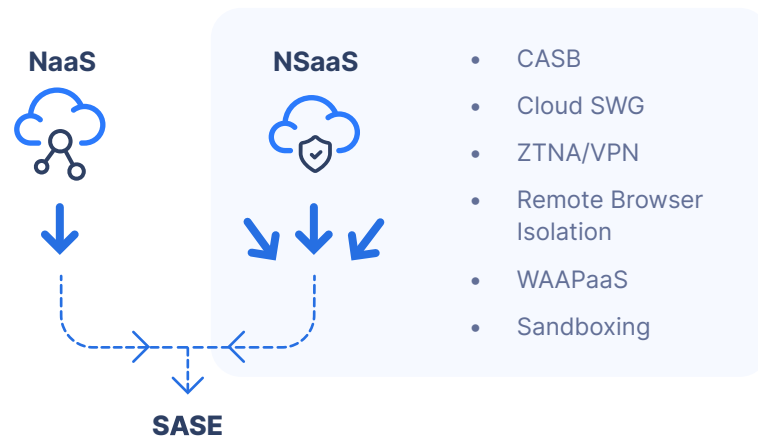 NaaS
NSaaS
• CASB
• Cloud SWG
• ZTNA/VPN
• Remote Browser
Isolation
• WAAPaaS
• Sandboxing
SASE